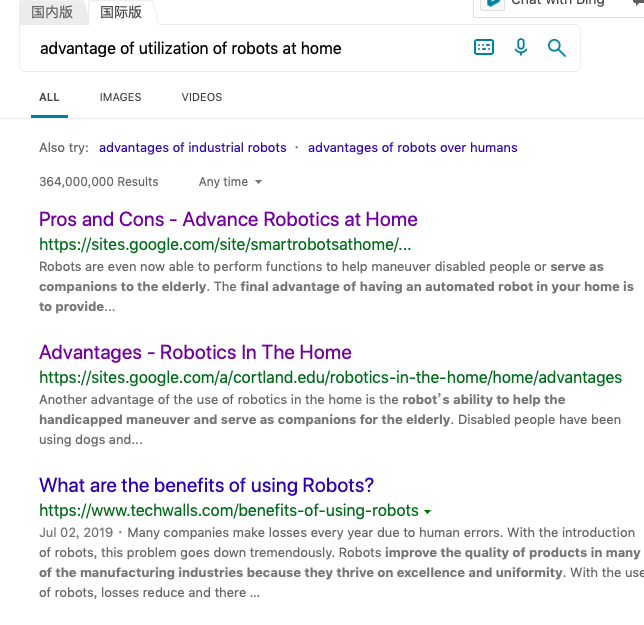 国内版 国际版
Chat with Bing
advantage of utilization of robots at home
ALL IMAGES VIDEOS
Also try: advantages of industrial robots · advantages of robots over humans
364,000,000 Results Any time
Pros and Cons - Advance Robotics at Home
https://sites.google.com/site/smartrobotsathome/...
Robots are even now able to perform functions to help maneuver disabled people or serve as
companions to the elderly. The final advantage of having an automated robot in your home is
to provide...
Advantages - Robotics In The Home
https://sites.google.com/a/cortland.edu/robotics-in-the-home/home/advantages
Another advantage of the use of robotics in the home is the robot's ability to help the
handicapped maneuver and serve as companions for the elderly. Disabled people have been
using dogs and...
What are the benefits of using Robots?
https://www.techwalls.com/benefits-of-using-robots
Jul 02, 2019 · Many companies make losses every year due to human errors. With the introduction
of robots, this problem goes down tremendously. Robots improve the quality of products in many
of the manufacturing industries because they thrive on excellence and uniformity. With the use
of robots, losses reduce and there ...